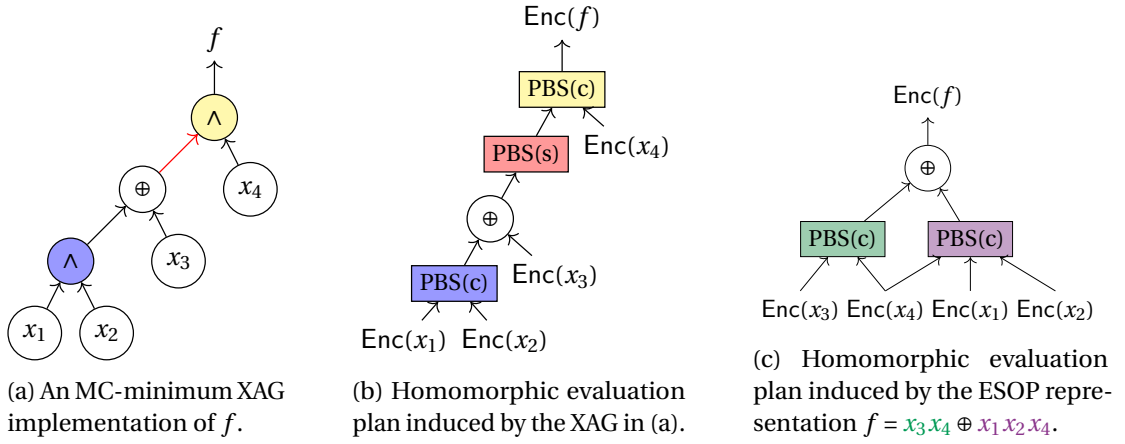 f
∧
⊕
x₄
∧
x₃
x₁
x₂
(a) An MC-minimum XAG
implementation of f.
Enc(f)
PBS(c)
PBS(s)
Enc(x₄)
⊕
PBS(c)
Enc(x₃)
Enc(x₁) Enc(x₂)
(b) Homomorphic evaluation
plan induced by the XAG in (a).
Enc(f)
⊕
PBS(c) PBS(c)
Enc(x₃) Enc(x₄) Enc(x₁) Enc(x₂)
(c) Homomorphic evaluation
plan induced by the ESOP repre-
sentation f = x₃x₄ ⊕ x₁x₂x₄.